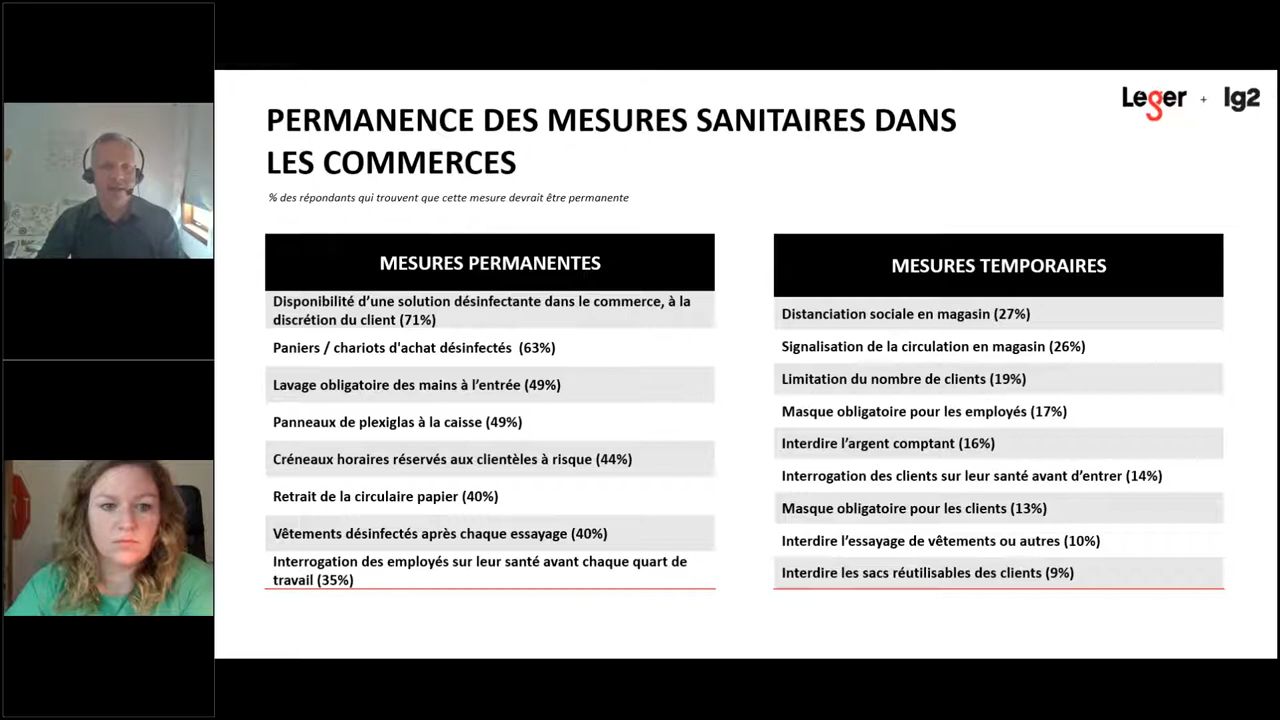 Leger + lg2
PERMANENCE DES MESURES SANITAIRES DANS
LES COMMERCES
% des répondants qui trouvent que cette mesure devrait être permanente
MESURES PERMANENTES
Disponibilité d’une solution désinfectante dans le commerce, à la
discrétion du client (71%)
Paniers / chariots d'achat désinfectés (63%)
Lavage obligatoire des mains à l’entrée (49%)
Panneaux de plexiglas à la caisse (49%)
Créneaux horaires réservés aux clientèles à risque (44%)
Retrait de la circulaire papier (40%)
Vêtements désinfectés après chaque essayage (40%)
Interrogation des employés sur leur santé avant chaque quart de
travail (35%)
MESURES TEMPORAIRES
Distanciation sociale en magasin (27%)
Signalisation de la circulation en magasin (26%)
Limitation du nombre de clients (19%)
Masque obligatoire pour les employés (17%)
Interdire l’argent comptant (16%)
Interrogation des clients sur leur santé avant d’entrer (14%)
Masque obligatoire pour les clients (13%)
Interdire l’essayage de vêtements ou autres (10%)
Interdire les sacs réutilisables des clients (9%)